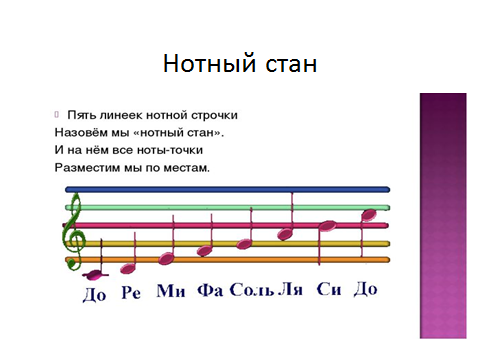 Нотный стан
Пять линеек нотной строчки
Назовём мы «нотный стан».
И на нём все ноты-точки
Разместим мы по местам.
До Ре Ми Фа Соль Ля Си До